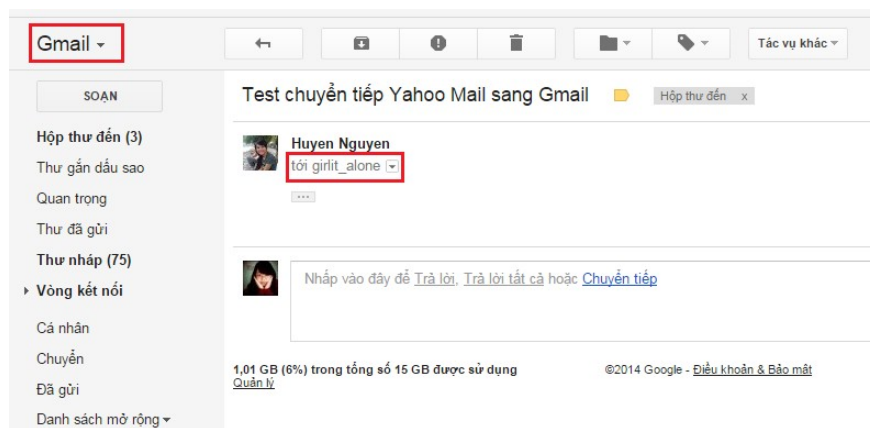 Gmail
Tác vụ khác
SOẠN
Test chuyển tiếp Yahoo Mail sang Gmail
Hộp thư đến x
Hộp thư đến (3)
Thư gắn dấu sao
Quan trọng
Thư đã gửi
Thư nháp (75)
Vòng kết nối
Cá nhân
Chuyển
Đã gửi
Danh sách mở rộng
Huyen Nguyen
tới girlit_alone
Nhấp vào đây để Trả lời, Trả lời tất cả hoặc Chuyển tiếp
1,01 GB (6%) trong tổng số 15 GB được sử dụng
Quản lý
©2014 Google - Điều khoản & Bảo mật